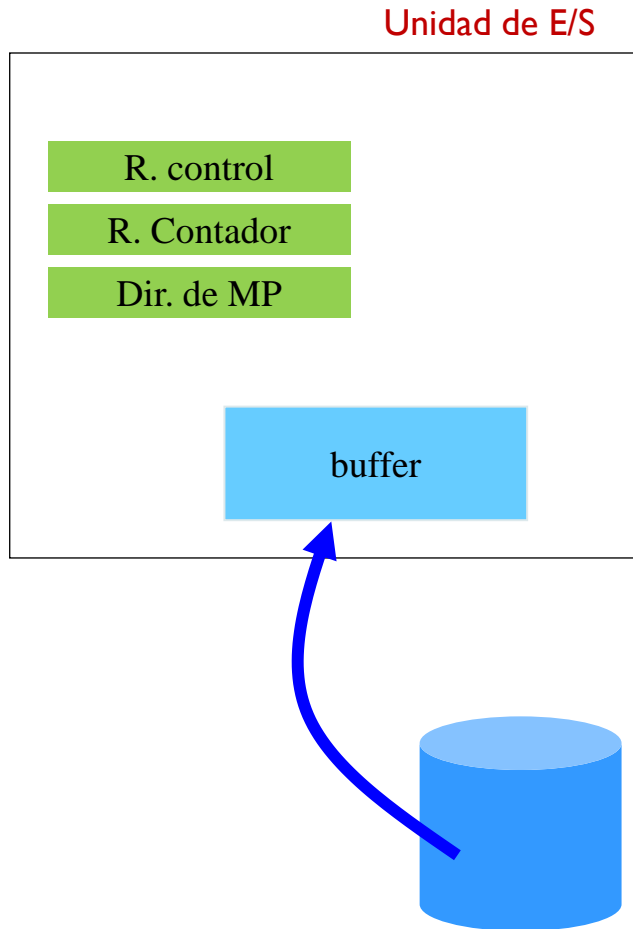 Unidad de E/S
R. control
R. Contador
Dir. de MP
buffer